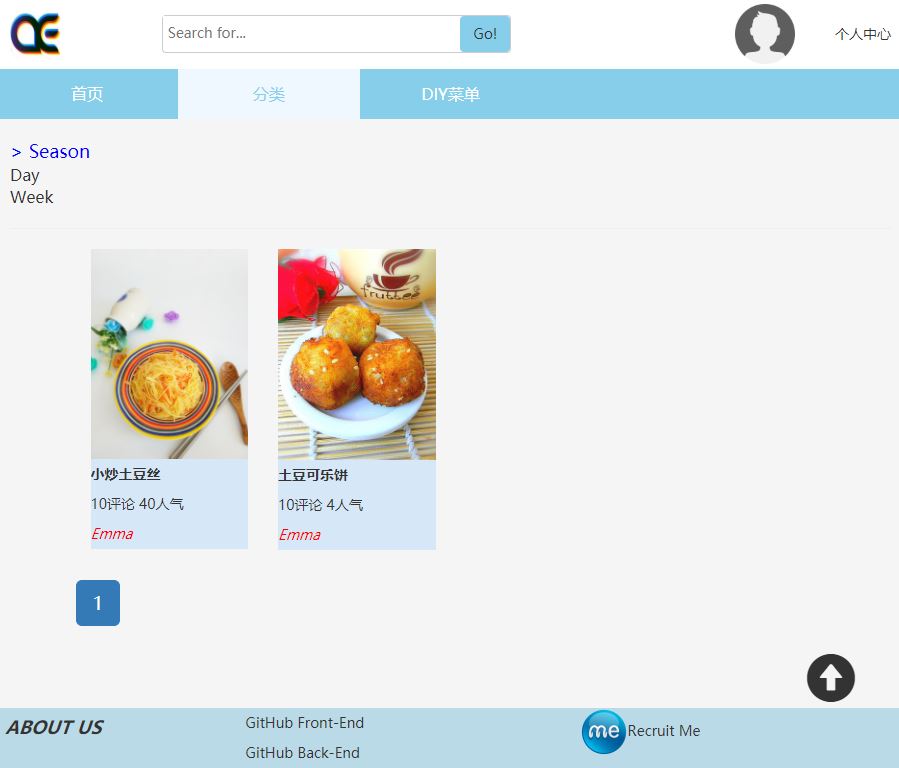 Search for...
Go!
个人中心
首页
分类
DIY菜单
> Season
Day
Week
fruttee
小炒土豆丝
10评论 40人气
Emma
土豆可乐饼
10评论 4人气
Emma
1
ABOUT US
GitHub Front-End
GitHub Back-End
me
Recruit Me